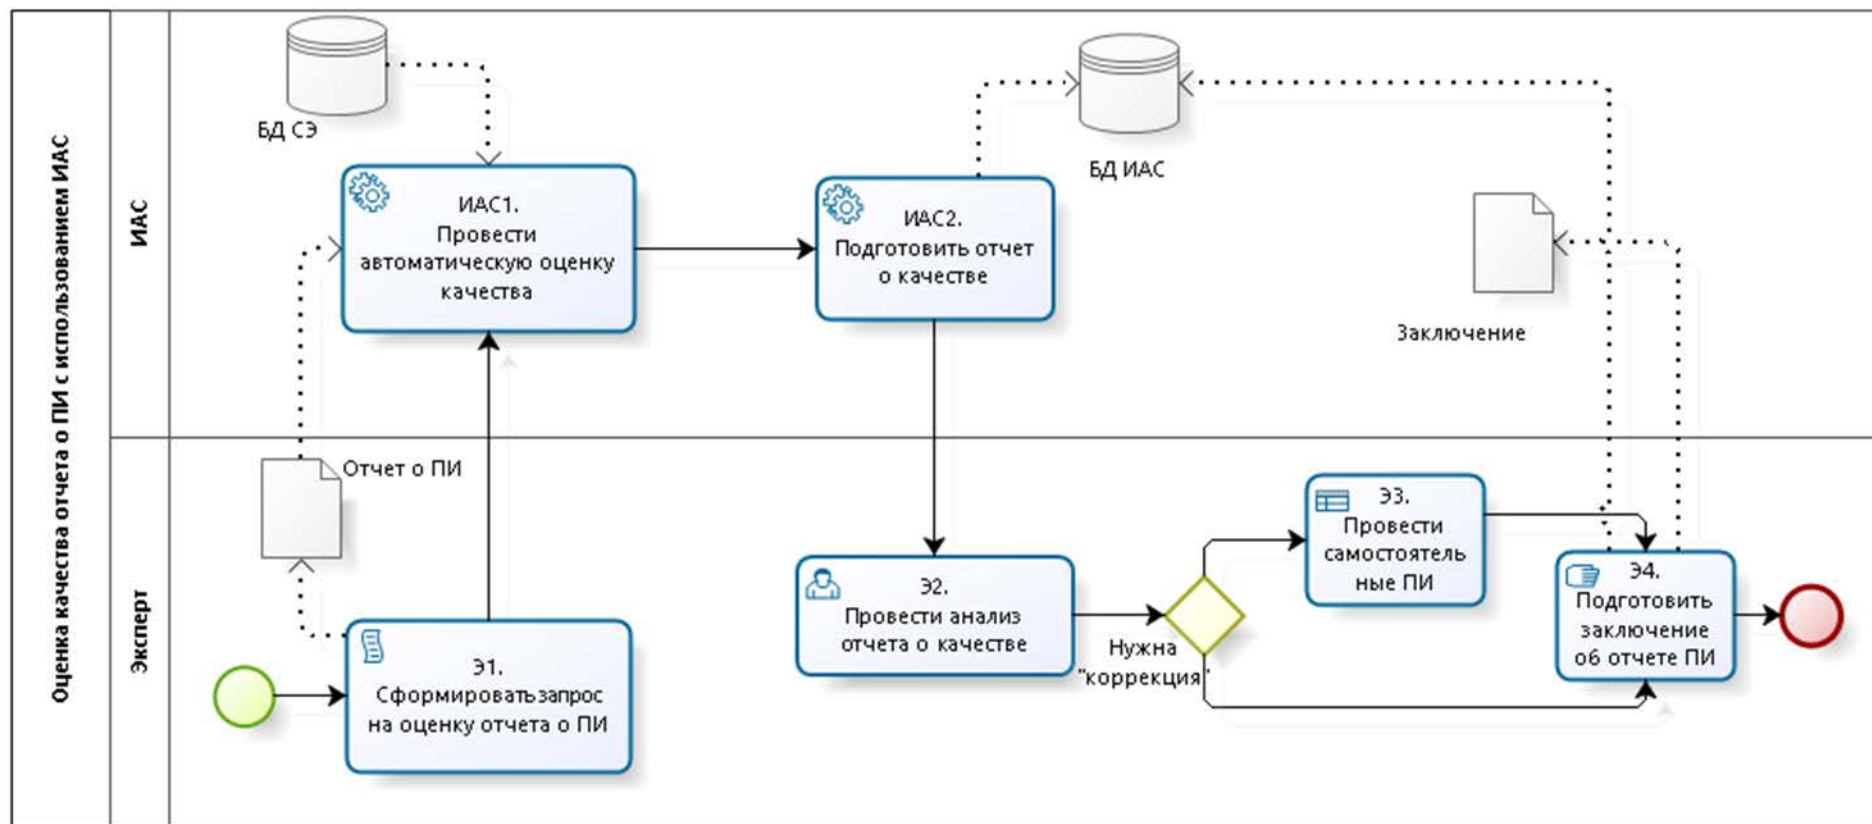 Оценка качества отчета о ПИ с использованием ИАС
ИАС
Эксперт
БД СЭ
ИАС1.
Провести
автоматическую оценку
качества
ИАС2.
Подготовить отчет
о качестве
БД ИАС
Заключение
Отчет о ПИ
Э1.
Сформировать запрос
на оценку отчета о ПИ
Э2.
Провести анализ
отчета о качестве
Нужна
"коррекция"
Э3.
Провести
самостоятель
ные ПИ
Э4.
Подготовить
заключение
об отчете ПИ